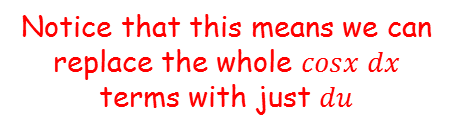 Notice that this means we can
replace the whole cosx dx
terms with just du